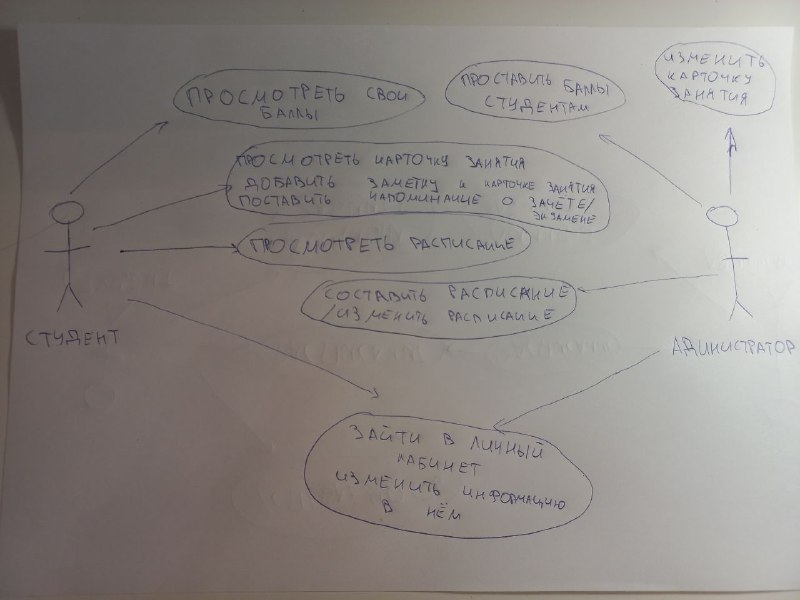 ПРОСМОТРЕТЬ СВОИ
БАЛЛЫ
ПРОСТАВИТЬ БАЛЛЫ
СТУДЕНТАМ
ИЗМЕНИТЬ
КАРТОЧКУ
ЗАНЯТИЯ
ПРОСМОТРЕТЬ КАРТОЧКУ ЗАНЯТИЯ
ДОБАВИТЬ ЗАМЕТКУ К КАРТОЧКЕ ЗАНЯТИЯ
ПОСТАВИТЬ НАПОМИНАНИЕ О ЗАЧЁТЕ/
ЭКЗАМЕНЕ
ПРОСМОТРЕТЬ РАСПИСАНИЕ
СОСТАВИТЬ РАСПИСАНИЕ
/ИЗМЕНИТЬ РАСПИСАНИЕ
СТУДЕНТ
АДИНИСТРАТОР
ЗАЙТИ В ЛИЧНЫЙ
КАБИНЕТ
ИЗМЕНИТЬ ИНФОРМАЦИЮ
В НЁМ